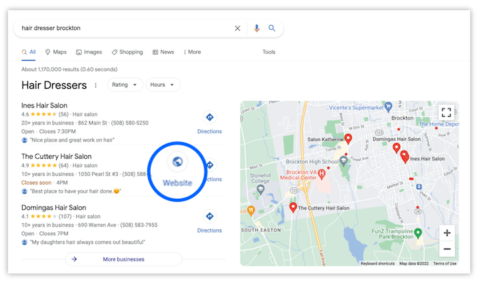 hair dresser brockton
All Maps Images Shopping News More Tools
About 1,170,000 results (0.60 seconds)
Hair Dressers
Rating Hours
Ines Hair Salon
4.6 (56) · Hair salon
20+ years in business · 862 Main St · (508) 580-5250
Open · Closes 7:30PM
"Nice place and great work on hair"
Directions
The Cuttery Hair Salon
4.9 (64) · Hair salon
10+ years in business · 1050 Pearl St #3 · (508) 588
Closes soon · 4PM
"Best place to have your hair done.
Website
Directions
Domingas Hair Salon
4.1 (107) · Hair salon
10+ years in business · 690 Warren · (508) 583-7955
Open · Closes 7PM
"My daughters hair always comes out beautiful"
Directions
More businesses
Vicente's Supermarket
Brockton
The Home Depot
Salon Katherine
Domingas Hair Salon
Ines Hair Salon
Brockton High School
Brockton VA
Medical Center
Stonehill
College
The Cuttery Hair Salon
SOUTH EASTON
FunZ Trampoline Park
Brockton
Keyboard shortcuts Map data ©2022 Terms of Use